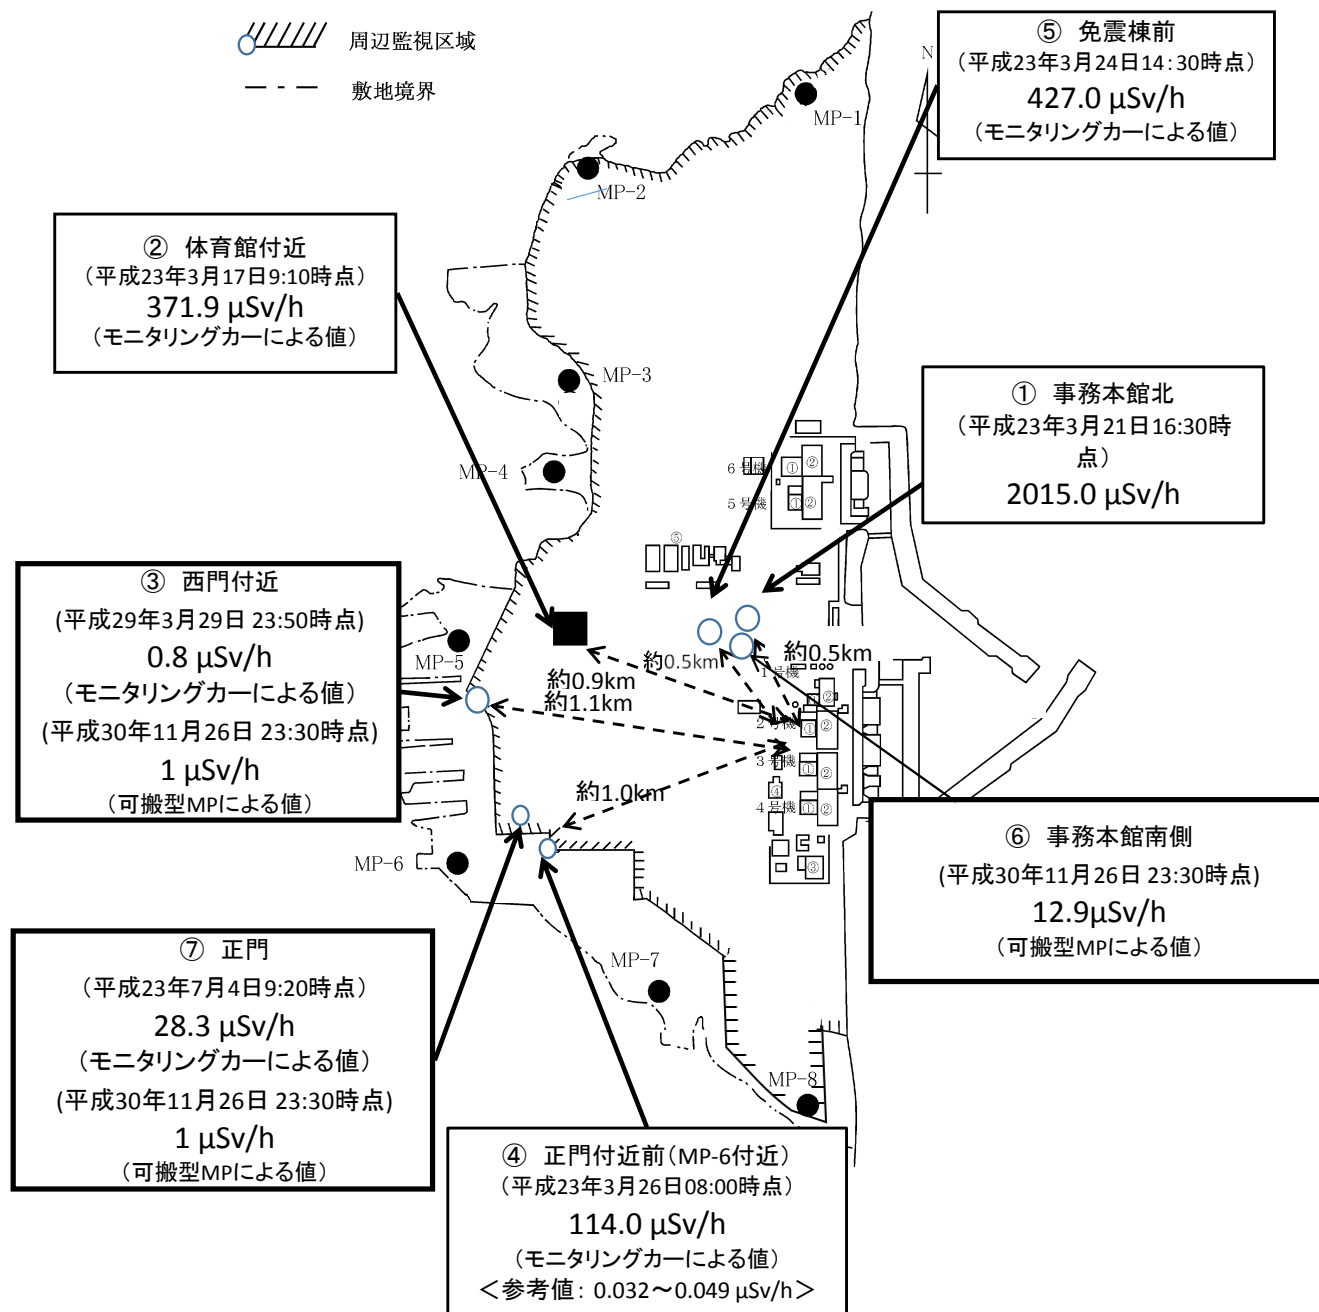 周辺監視区域
敷地境界
⑤ 免震棟前
(平成23年3月24日14:30時点)
427.0 μSv/h
(モニタリングカーによる値)
N
MP-1
MP-2
② 体育館付近
(平成23年3月17日9:10時点)
371.9 μSv/h
(モニタリングカーによる値)
MP-3
① 事務本館北
(平成23年3月21日16:30時
点)
2015.0 μSv/h
MP-4
6号機
①
②
5号機
①
②
⑤
③ 西門付近
(平成29年3月29日 23:50時点)
0.8 μSv/h
(モニタリングカーによる値)
(平成30年11月26日 23:30時点)
1 μSv/h
(可搬型MPによる値)
MP-5
約0.5km
約0.5km
約0.9km
約1.1km
1号機
②
2号機
①
②
3号機
①
②
④
4号機
①
②
③
約1.0km
MP-6
⑥ 事務本館南側
(平成30年11月26日 23:30時点)
12.9μSv/h
(可搬型MPによる値)
⑦ 正門
(平成23年7月4日9:20時点)
28.3 μSv/h
(モニタリングカーによる値)
(平成30年11月26日 23:30時点)
1 μSv/h
(可搬型MPによる値)
MP-7
MP-8
④ 正門付近前(MP-6付近)
(平成23年3月26日08:00時点)
114.0 μSv/h
(モニタリングカーによる値)
<参考値: 0.032~0.049 μSv/h>